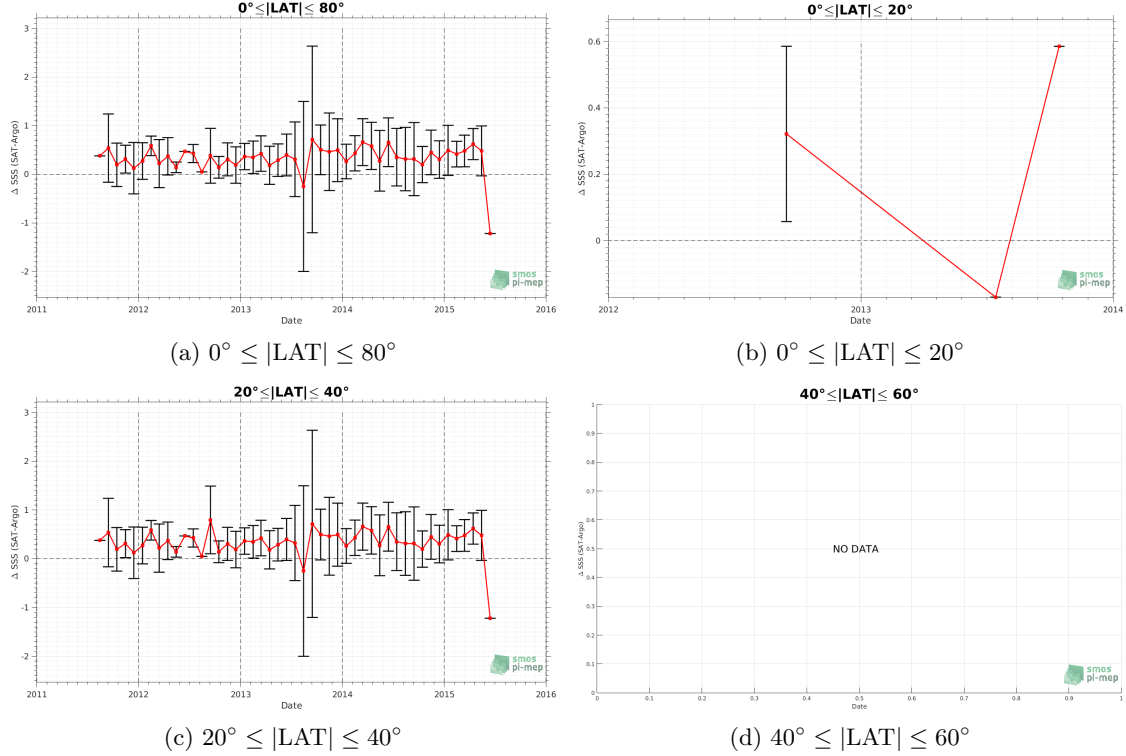 0°≤|LAT|≤ 80°
3
2
1
0
-1
-2
Δ SSS (SAT-Argo)
2011 2012 2013 2014 2015 2016
Date
smos
pi-mep
(a) 0° ≤ |LAT| ≤ 80°
0°≤|LAT|≤ 20°
0.6
0.4
0.2
0
Δ SSS (SAT-Argo)
2012 2013 2014
Date
smos
pi-mep
(b) 0° ≤ |LAT| ≤ 20°
20°≤|LAT|≤ 40°
3
2
1
0
-1
-2
Δ SSS (SAT-Argo)
2011 2012 2013 2014 2015 2016
Date
smos
pi-mep
(c) 20° ≤ |LAT| ≤ 40°
40°≤|LAT|≤ 60°
1
0.9
0.8
0.7
0.6
0.5
0.4
0.3
0.2
0.1
0
Δ SSS (SAT-Argo)
NO DATA
0 0.1 0.2 0.3 0.4 0.5 0.6 0.7 0.8 0.9 1
Date
smos
pi-mep
(d) 40° ≤ |LAT| ≤ 60°